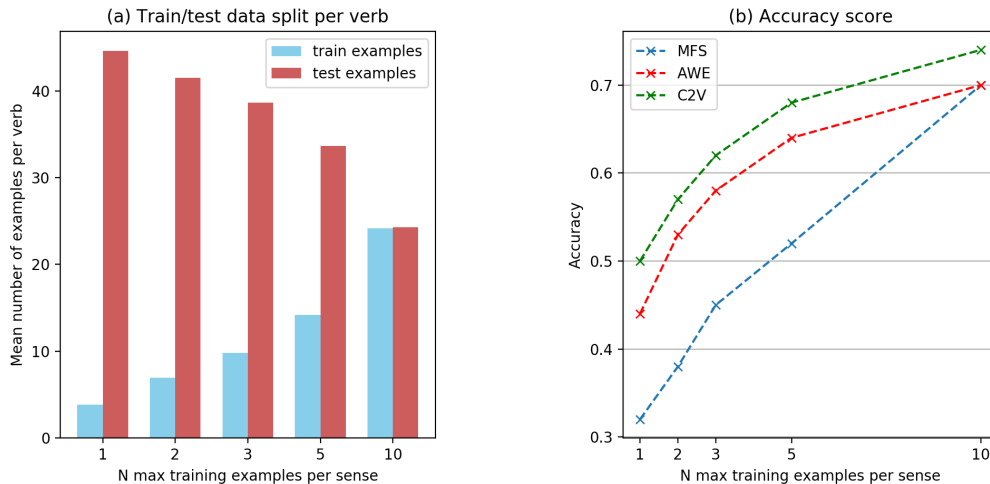 (a) Train/test data split per verb
train examples
test examples
Mean number of examples per verb
40
30
20
10
0
1 2 3 5 10
N max training examples per sense
(b) Accuracy score
MFS
AWE
C2V
Accuracy
0.7
0.6
0.5
0.4
0.3
1 2 3 5 10
N max training examples per sense